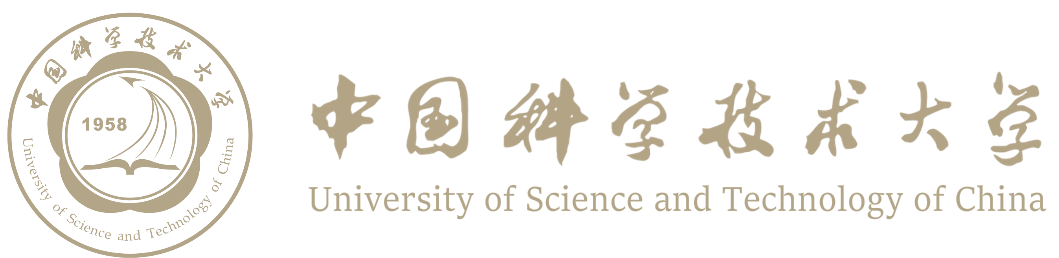 中国科学技术大学
1958
University of Science and Technology of China
中国科学技术大学
University of Science and Technology of China